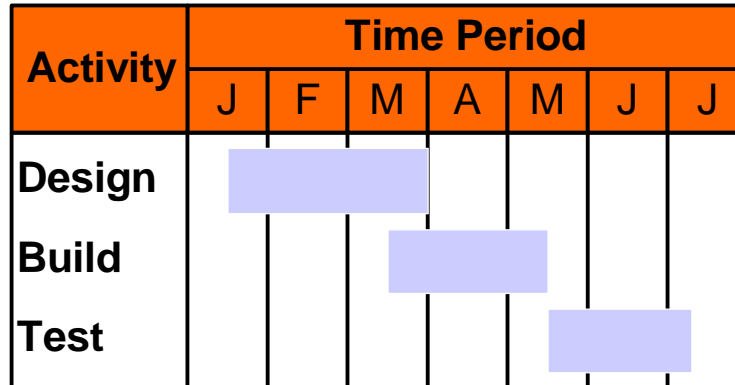 Time Period
Activity
J F M A M J J
Design
Build
Test